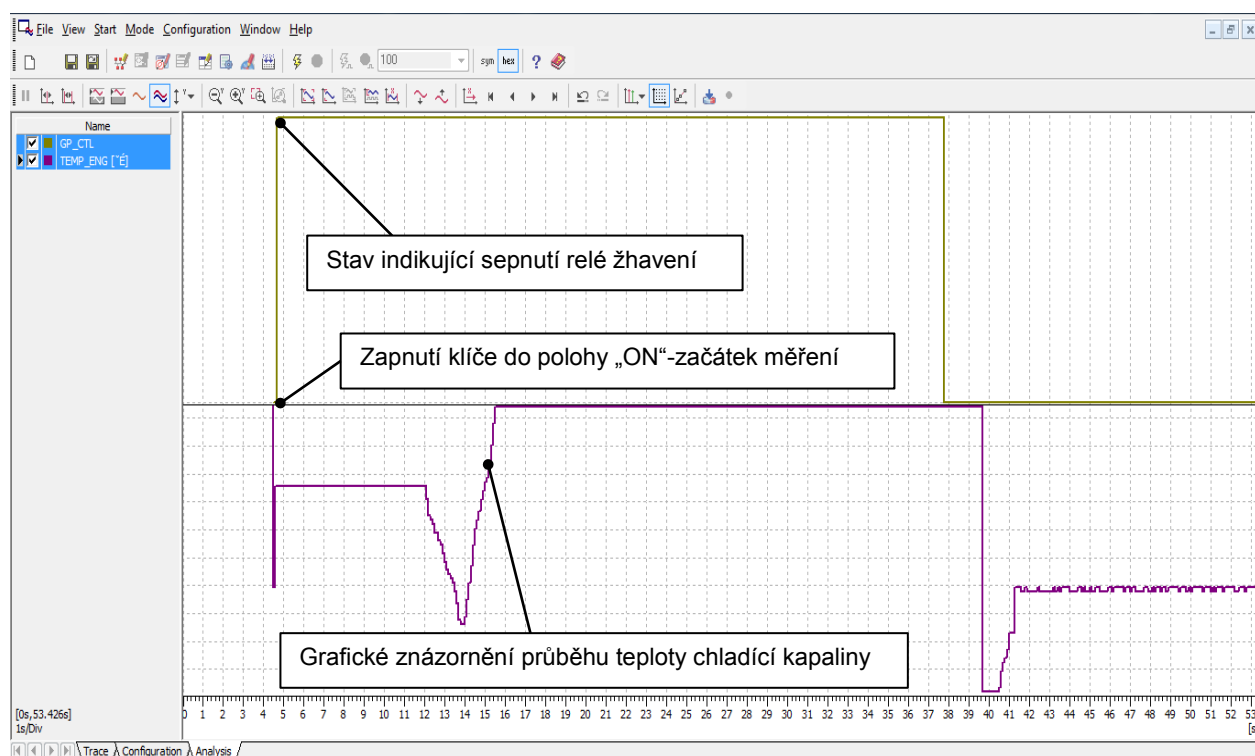 File View Start Mode Configuration Window Help
100 syn hex ?
Name
GP_CTL
TEMP_ENG [˘É]
Stav indikující sepnutí relé žhavení
Zapnutí klíče do polohy „ON“-začátek měření
Grafické znázornění průběhu teploty chladící kapaliny
[0s,53.426s]
1s/Div
0 1 2 3 4 5 6 7 8 9 10 11 12 13 14 15 16 17 18 19 20 21 22 23 24 25 26 27 28 29 30 31 32 33 34 35 36 37 38 39 40 41 42 43 44 45 46 47 48 49 50 51 52 53
[s
Trace Configuration Analysis